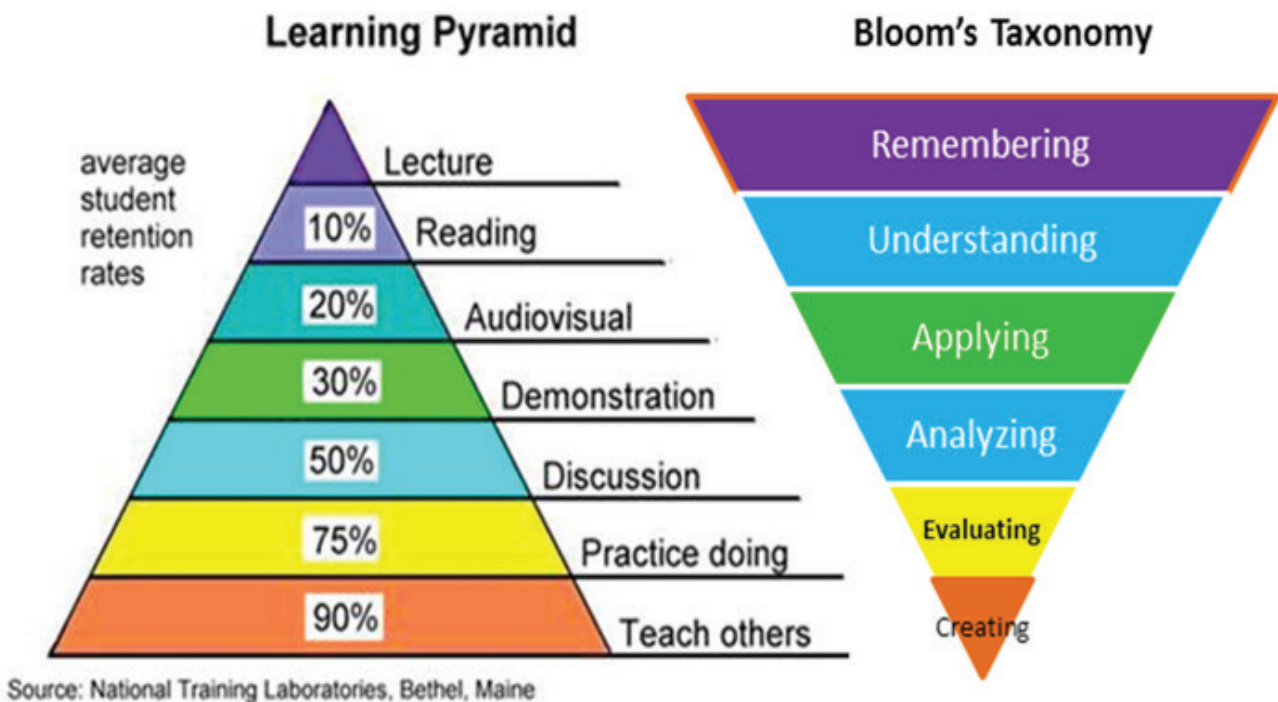 Learning Pyramid
average
student
retention
rates
Lecture
10%
Reading
20%
Audiovisual
30%
Demonstration
50%
Discussion
75%
Practice doing
90%
Teach others
Source: National Training Laboratories, Bethel, Maine
Bloom's Taxonomy
Remembering
Understanding
Applying
Analyzing
Evaluating
Creating